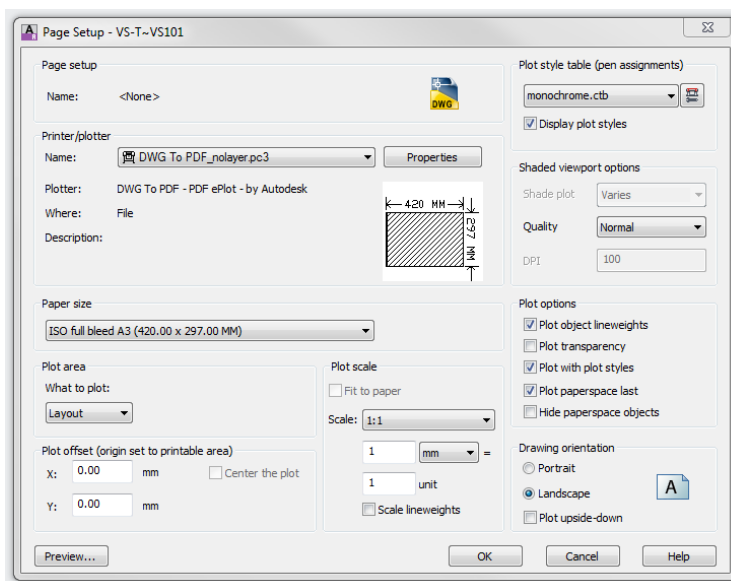 Page Setup - VS-T~VS101
Page setup
Name: <None>
DWG
Printer/plotter
Name: DWG To PDF_nolayer.pc3 Properties
Plotter: DWG To PDF - PDF ePlot - by Autodesk
Where: File
Description:
420 MM
297 MM
Paper size
ISO full bleed A3 (420.00 x 297.00 MM)
Plot area
What to plot:
Layout
Plot offset (origin set to printable area)
X: 0.00 mm Center the plot
Y: 0.00 mm
Plot scale
Fit to paper
Scale: 1:1
1 mm =
1 unit
Scale lineweights
Plot style table (pen assignments)
monochrome.ctb
Display plot styles
Shaded viewport options
Shade plot Varies
Quality Normal
DPI 100
Plot options
Plot object lineweights
Plot transparency
Plot with plot styles
Plot paperspace last
Hide paperspace objects
Drawing orientation
Portrait
Landscape
A
Plot upside-down
Preview... OK Cancel Help